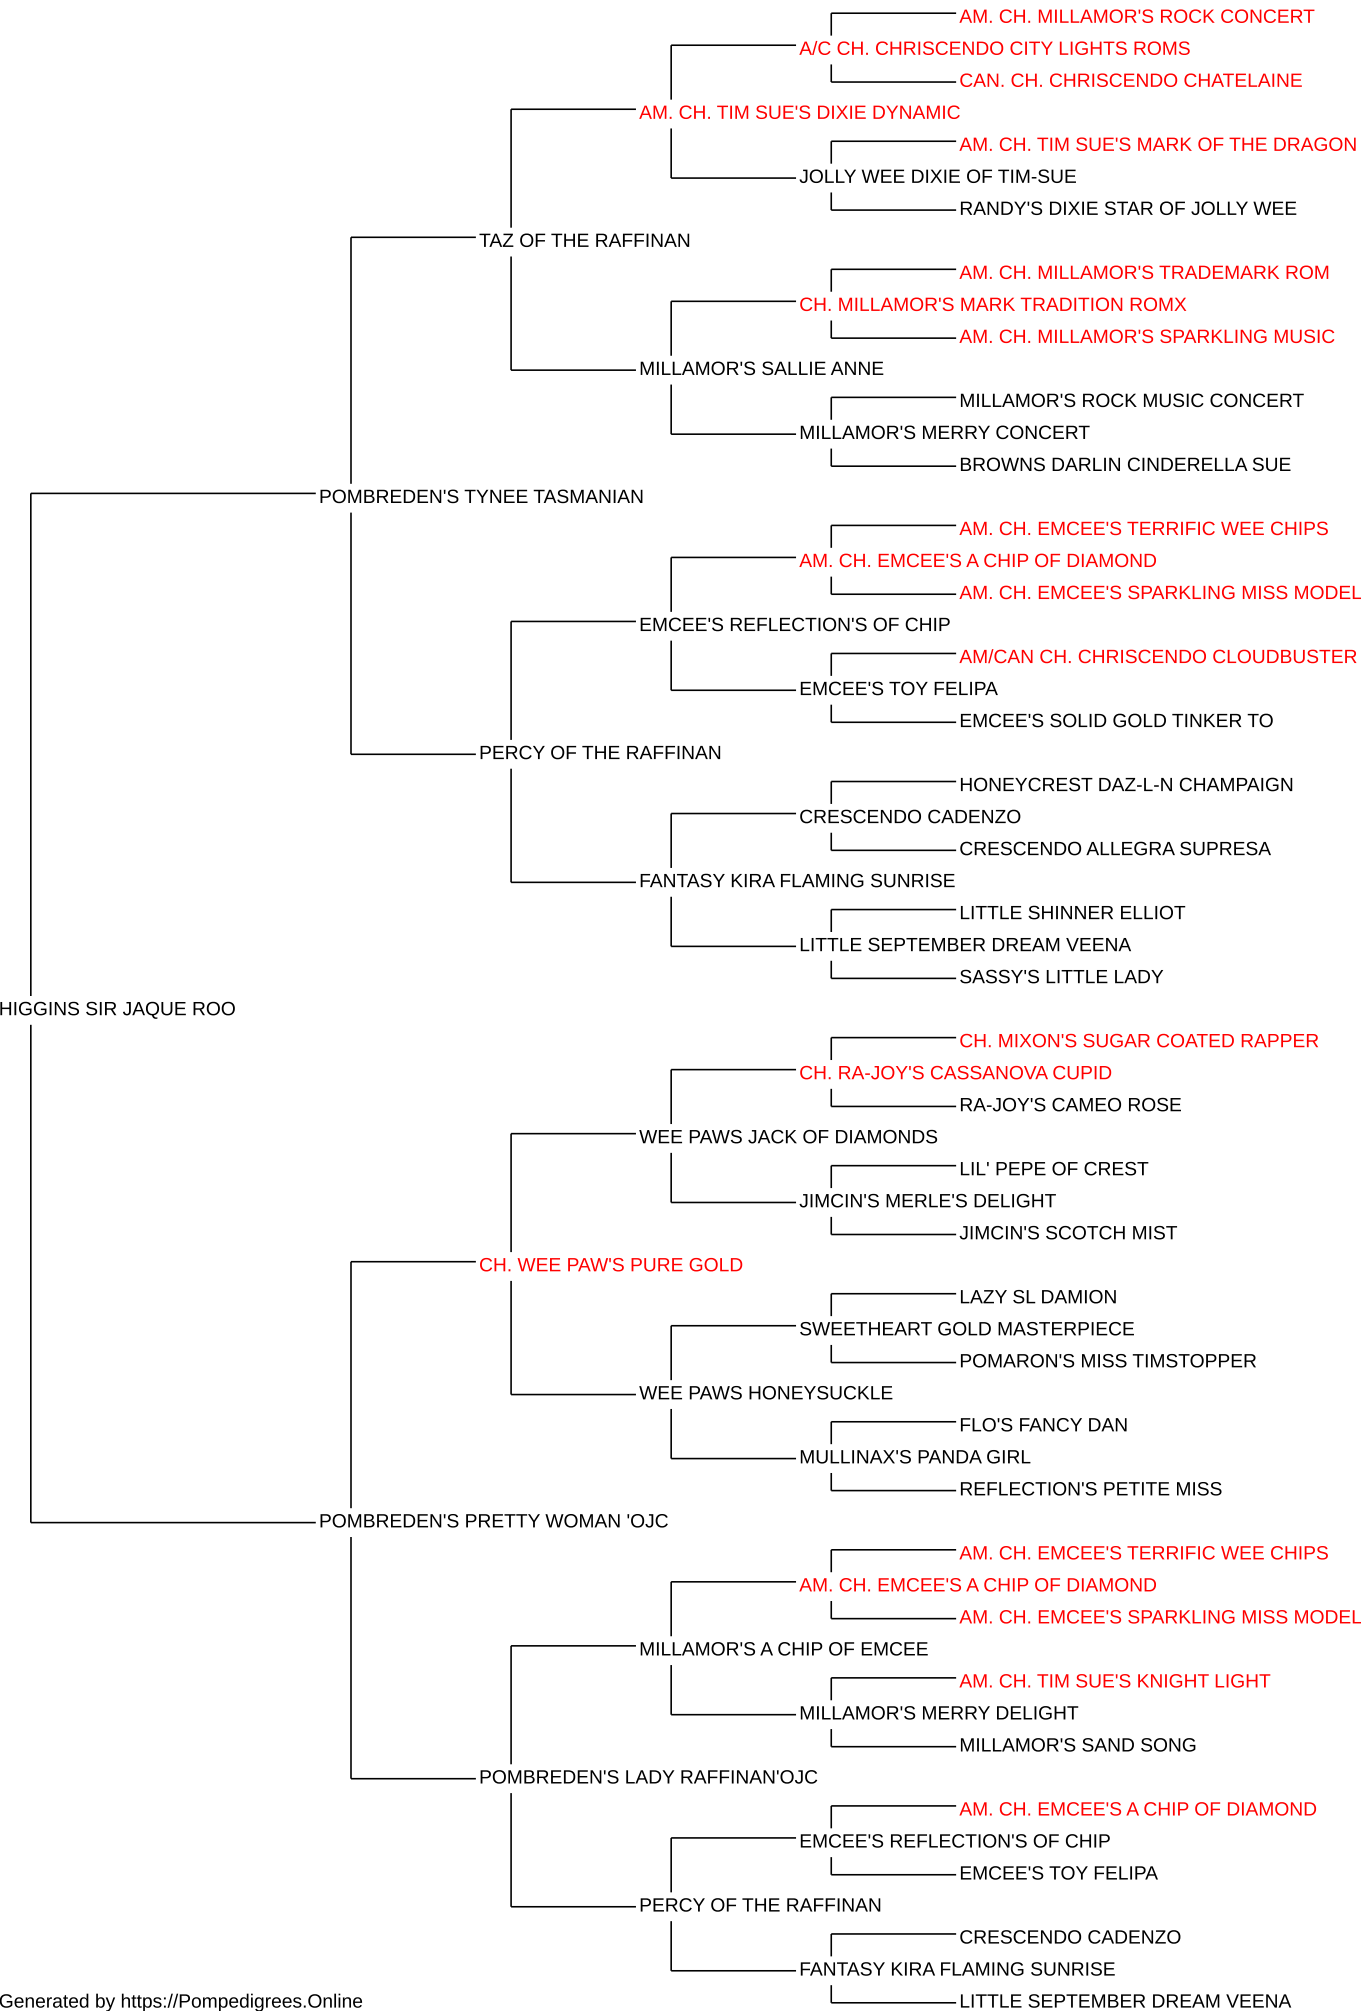 AM. CH. MILLAMOR'S ROCK CONCERT
A/C CH. CHRISCENDO CITY LIGHTS ROMS
CAN. CH. CHRISCENDO CHATELAINE
AM. CH. TIM SUE'S DIXIE DYNAMIC
AM. CH. TIM SUE'S MARK OF THE DRAGON
JOLLY WEE DIXIE OF TIM-SUE
RANDY'S DIXIE STAR OF JOLLY WEE
TAZ OF THE RAFFINAN
AM. CH. MILLAMOR'S TRADEMARK ROM
CH. MILLAMOR'S MARK TRADITION ROMX
AM. CH. MILLAMOR'S SPARKLING MUSIC
MILLAMOR'S SALLIE ANNE
MILLAMOR'S ROCK MUSIC CONCERT
MILLAMOR'S MERRY CONCERT
BROWNS DARLIN CINDERELLA SUE
POMBREDEN'S TYNEE TASMANIAN
AM. CH. EMCEE'S TERRIFIC WEE CHIPS
AM. CH. EMCEE'S A CHIP OF DIAMOND
AM. CH. EMCEE'S SPARKLING MISS MODEL
EMCEE'S REFLECTION'S OF CHIP
AM/CAN CH. CHRISCENDO CLOUDBUSTER
EMCEE'S TOY FELIPA
EMCEE'S SOLID GOLD TINKER TO
PERCY OF THE RAFFINAN
HONEYCREST DAZ-L-N CHAMPAIGN
CRESCENDO CADENZO
CRESCENDO ALLEGRA SUPRESA
FANTASY KIRA FLAMING SUNRISE
LITTLE SHINNER ELLIOT
LITTLE SEPTEMBER DREAM VEENA
SASSY'S LITTLE LADY
HIGGINS SIR JAQUE ROO
CH. MIXON'S SUGAR COATED RAPPER
CH. RA-JOY'S CASSANOVA CUPID
RA-JOY'S CAMEO ROSE
WEE PAWS JACK OF DIAMONDS
LIL' PEPE OF CREST
JIMCIN'S MERLE'S DELIGHT
JIMCIN'S SCOTCH MIST
CH. WEE PAW'S PURE GOLD
LAZY SL DAMION
SWEETHEART GOLD MASTERPIECE
POMARON'S MISS TIMSTOPPER
WEE PAWS HONEYSUCKLE
FLO'S FANCY DAN
MULLINAX'S PANDA GIRL
REFLECTION'S PETITE MISS
POMBREDEN'S PRETTY WOMAN 'OJC
AM. CH. EMCEE'S TERRIFIC WEE CHIPS
AM. CH. EMCEE'S A CHIP OF DIAMOND
AM. CH. EMCEE'S SPARKLING MISS MODEL
MILLAMOR'S A CHIP OF EMCEE
AM. CH. TIM SUE'S KNIGHT LIGHT
MILLAMOR'S MERRY DELIGHT
MILLAMOR'S SAND SONG
POMBREDEN'S LADY RAFFINAN'OJC
AM. CH. EMCEE'S A CHIP OF DIAMOND
EMCEE'S REFLECTION'S OF CHIP
EMCEE'S TOY FELIPA
PERCY OF THE RAFFINAN
CRESCENDO CADENZO
FANTASY KIRA FLAMING SUNRISE
LITTLE SEPTEMBER DREAM VEENA
Generated by https://Pompedigrees.Online